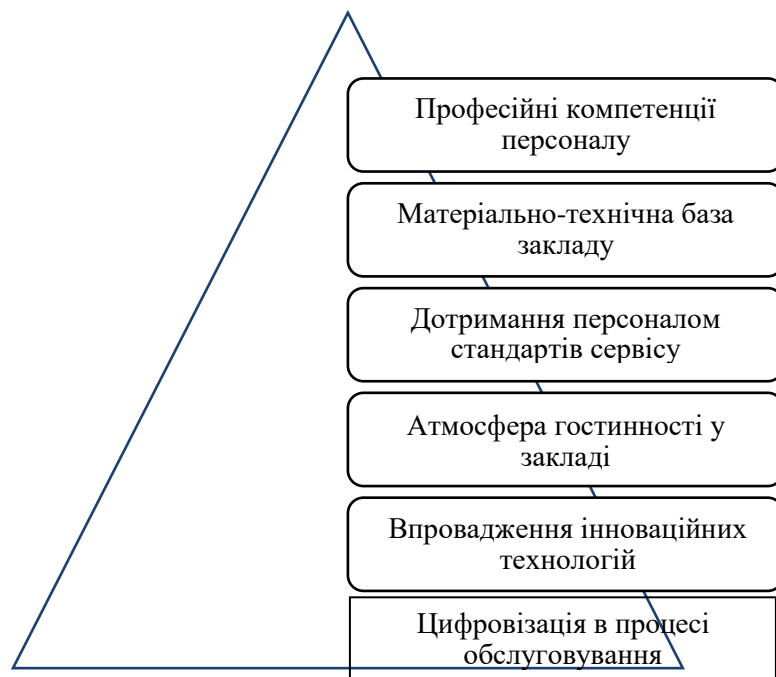 Професійні компетенції
персоналу
Матеріально-технічна база
закладу
Дотримання персоналом
стандартів сервісу
Атмосфера гостинності у
закладі
Впровадження інноваційних
технологій
Цифровізація в процесі
обслуговування